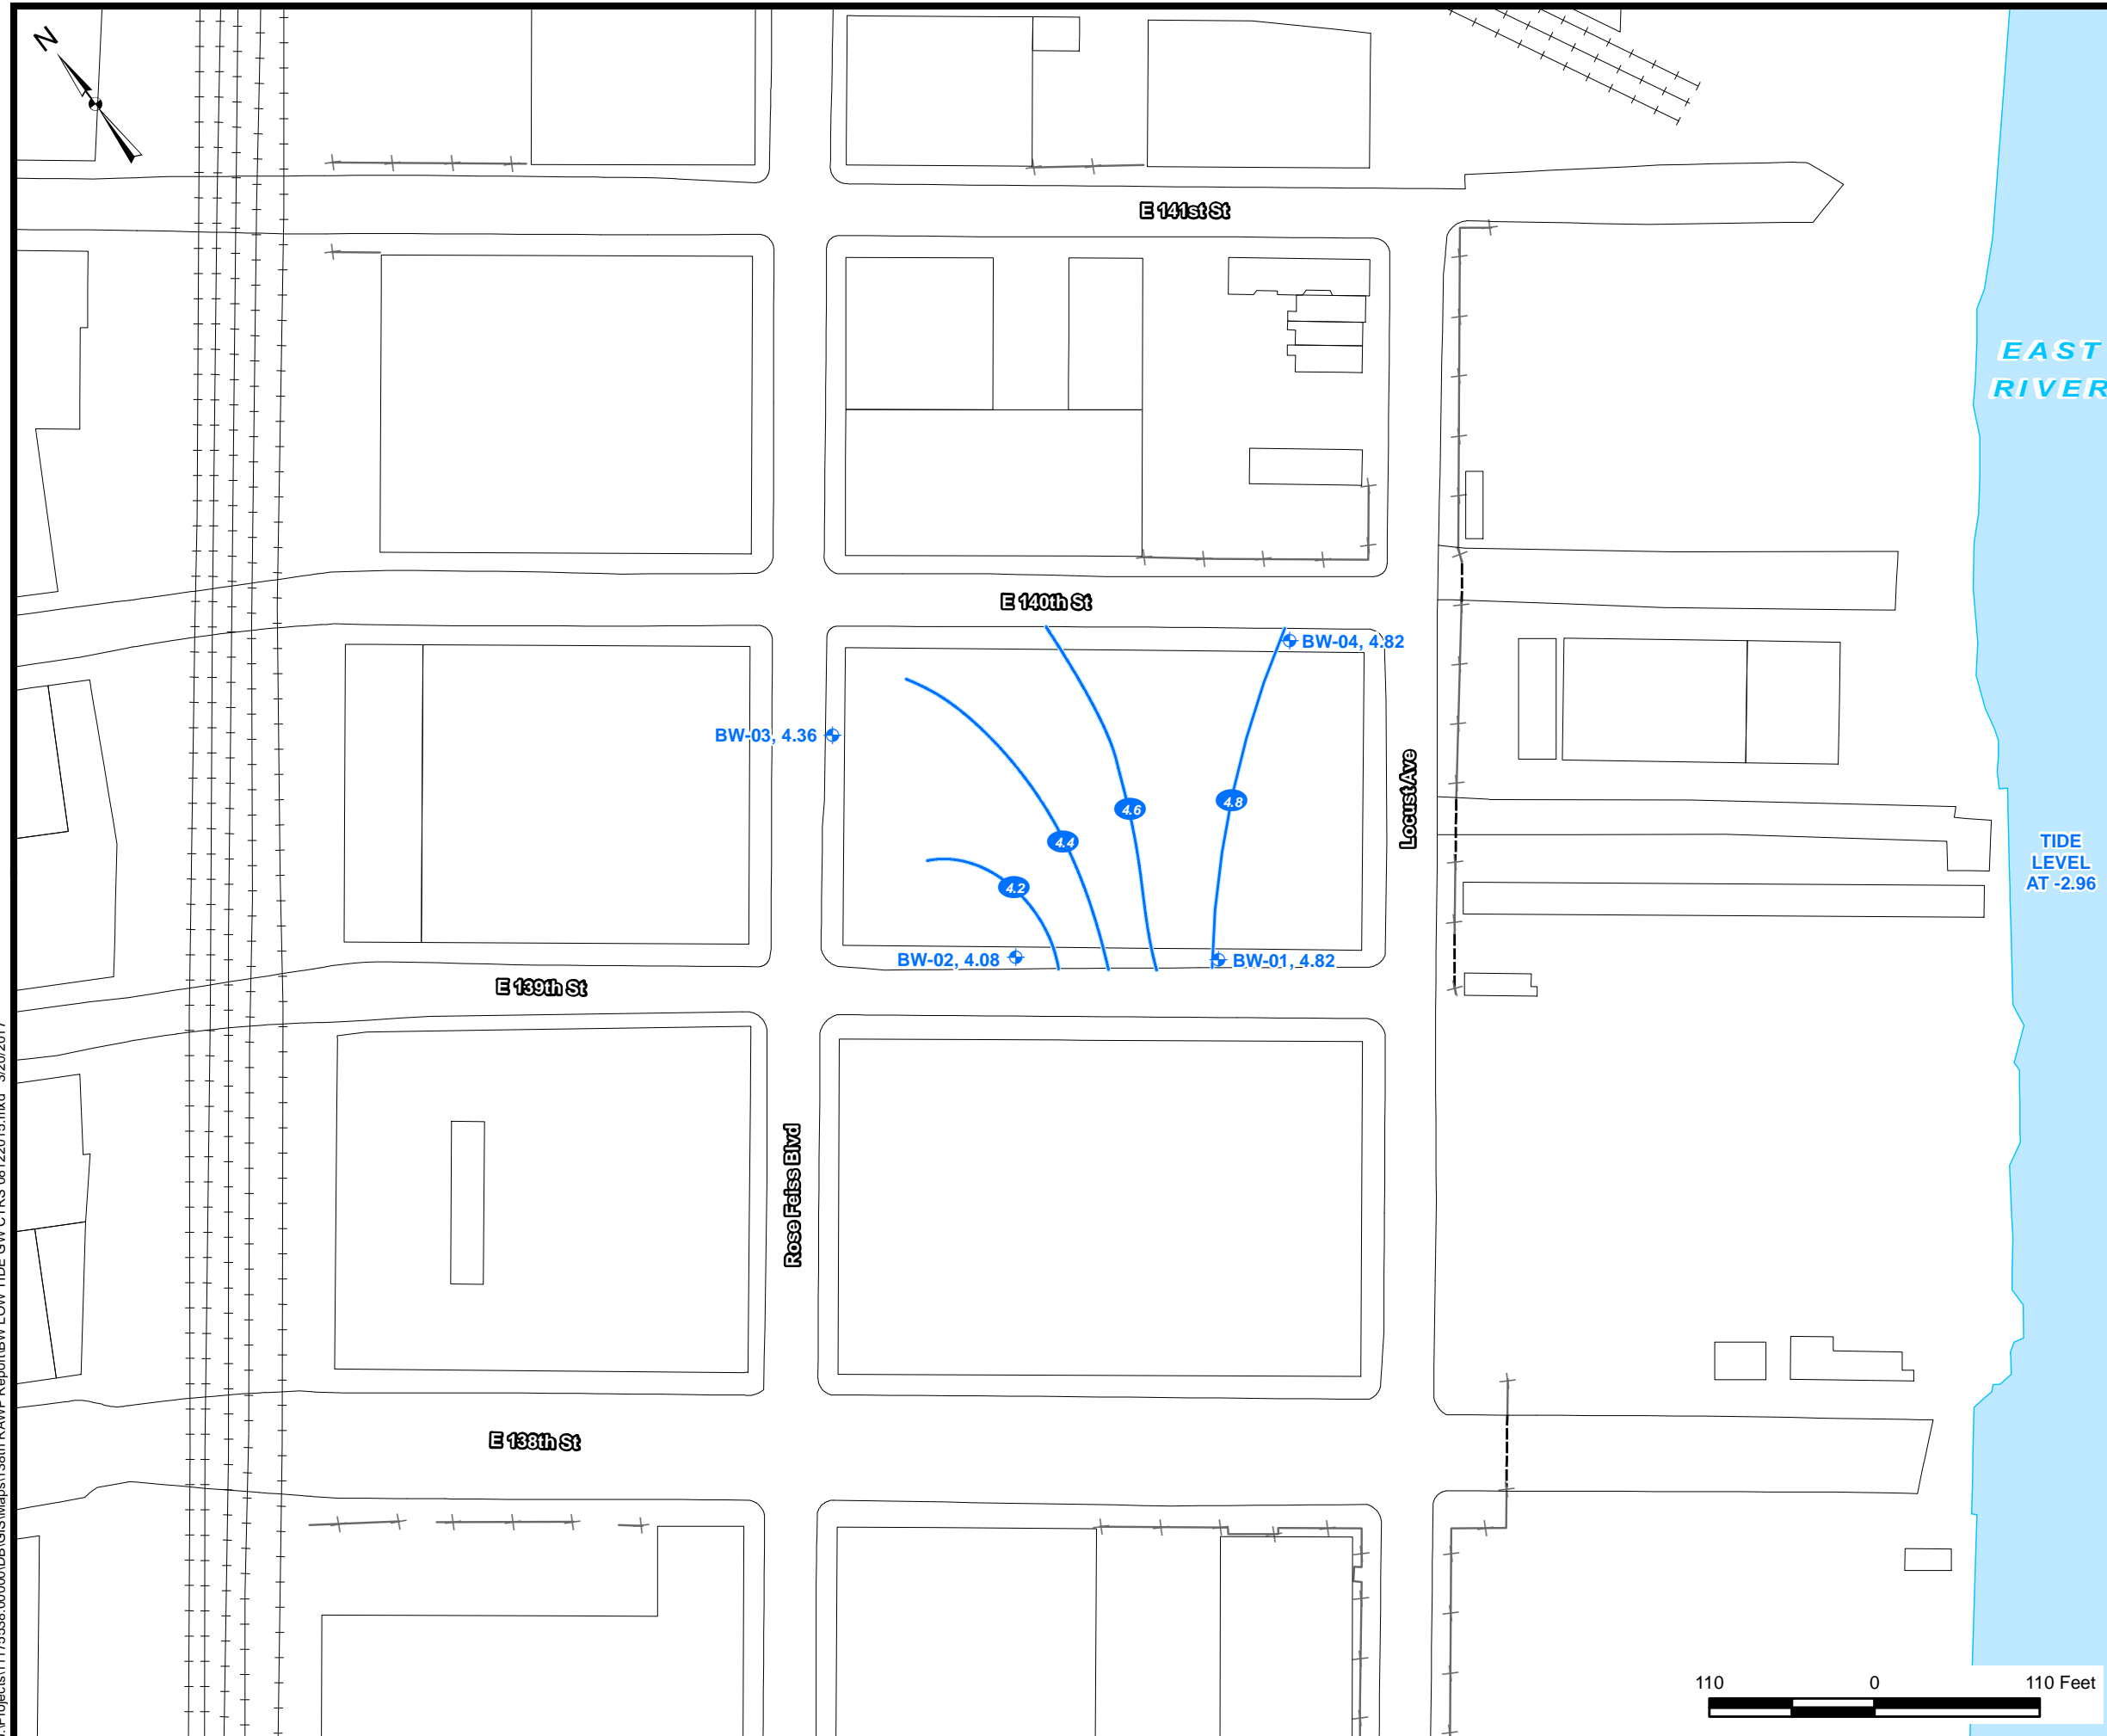 N
E 141st St
EAST
RIVER
E 140th St
BW-04, 4.82
BW-03, 4.36
Locust Ave
4.8
4.6
4.4
4.2
TIDE
LEVEL
AT -2.96
BW-02, 4.08
BW-01, 4.82
E 139th St
Rose Feiss Blvd
E 138th St
110 0 110 Feet